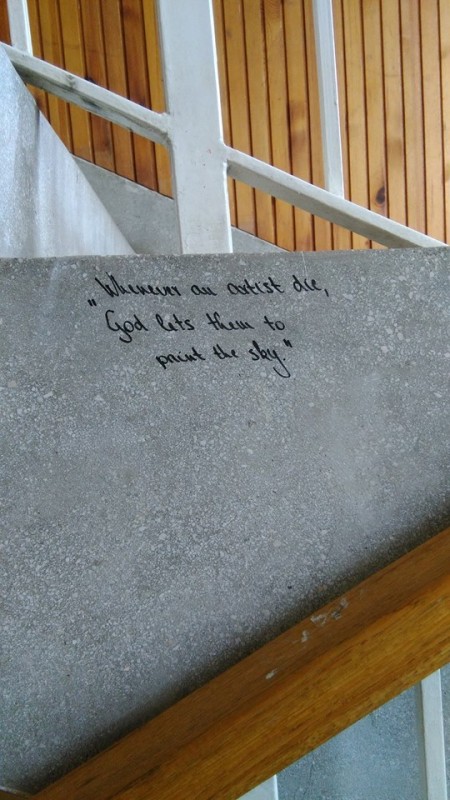 „Whenever an artist die,
God lets them to
paint the sky."